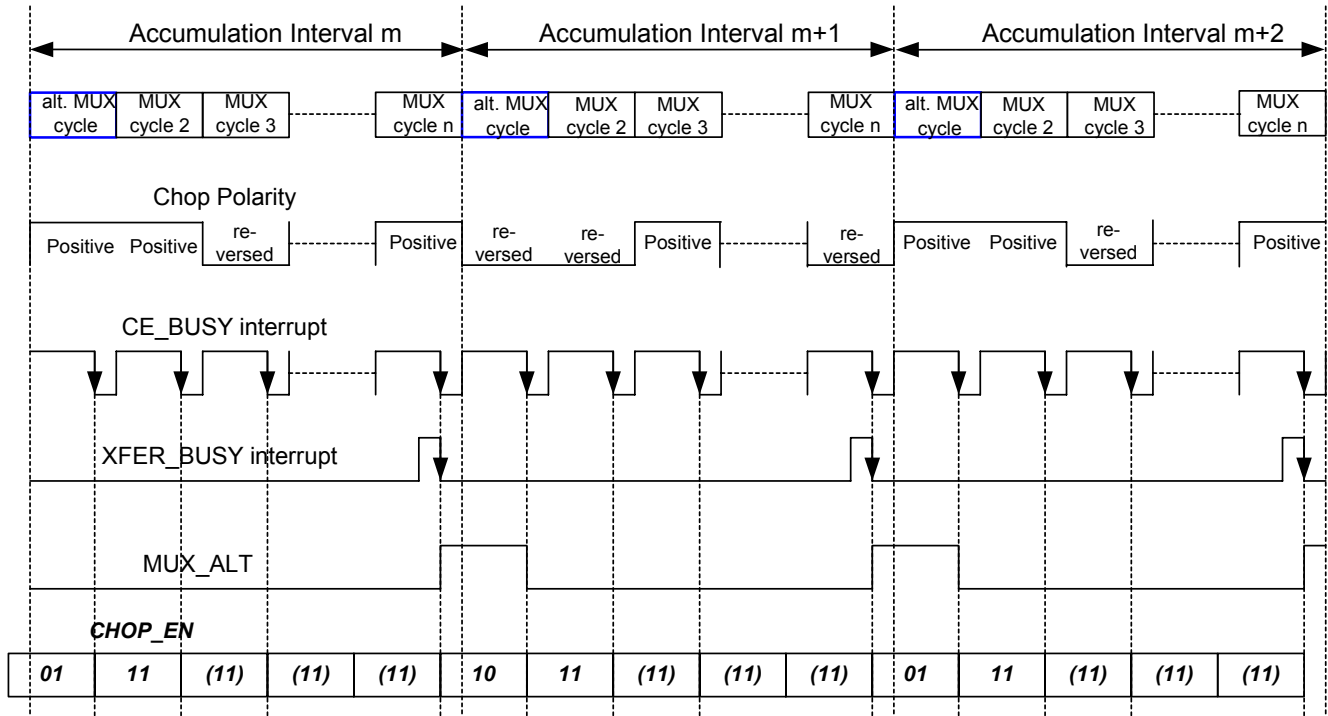 Accumulation Interval m Accumulation Interval m+1 Accumulation Interval m+2
alt. MUX MUX MUX MUX alt. MUX MUX MUX MUX alt. MUX MUX MUX MUX
cycle cycle 2 cycle 3 cycle n cycle cycle 2 cycle 3 cycle n cycle cycle 2 cycle 3 cycle n
Chop Polarity
Positive Positive re- Positive re- re- Positive re- Positive Positive re- Positive
versed versed versed versed versed
CE_BUSY interrupt
XFER_BUSY interrupt
MUX_ALT
CHOP_EN
01 11 (11) (11) (11) 10 11 (11) (11) (11) 01 11 (11) (11) (11)